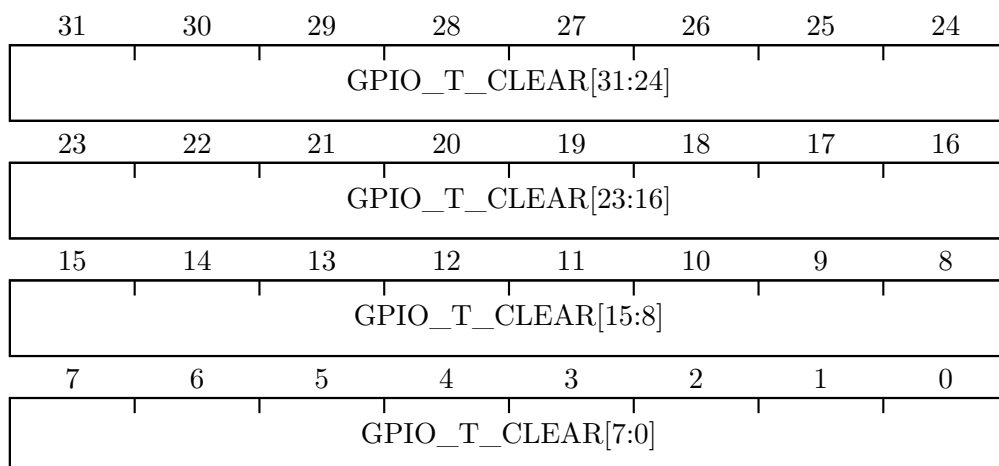 31 30 29 28 27 26 25 24
GPIO_T_CLEAR[31:24]
23 22 21 20 19 18 17 16
GPIO_T_CLEAR[23:16]
15 14 13 12 11 10 9 8
GPIO_T_CLEAR[15:8]
7 6 5 4 3 2 1 0
GPIO_T_CLEAR[7:0]